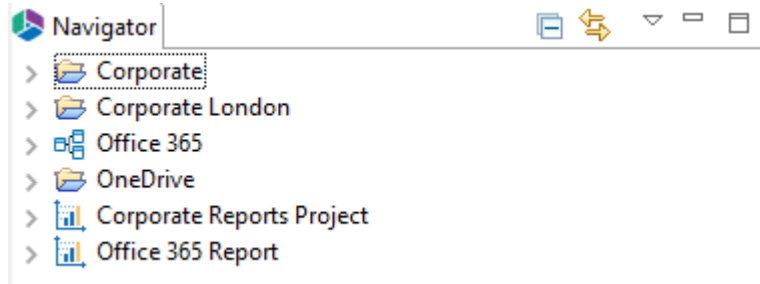 Navigator
Corporate
Corporate London
Office 365
OneDrive
Corporate Reports Project
Office 365 Report